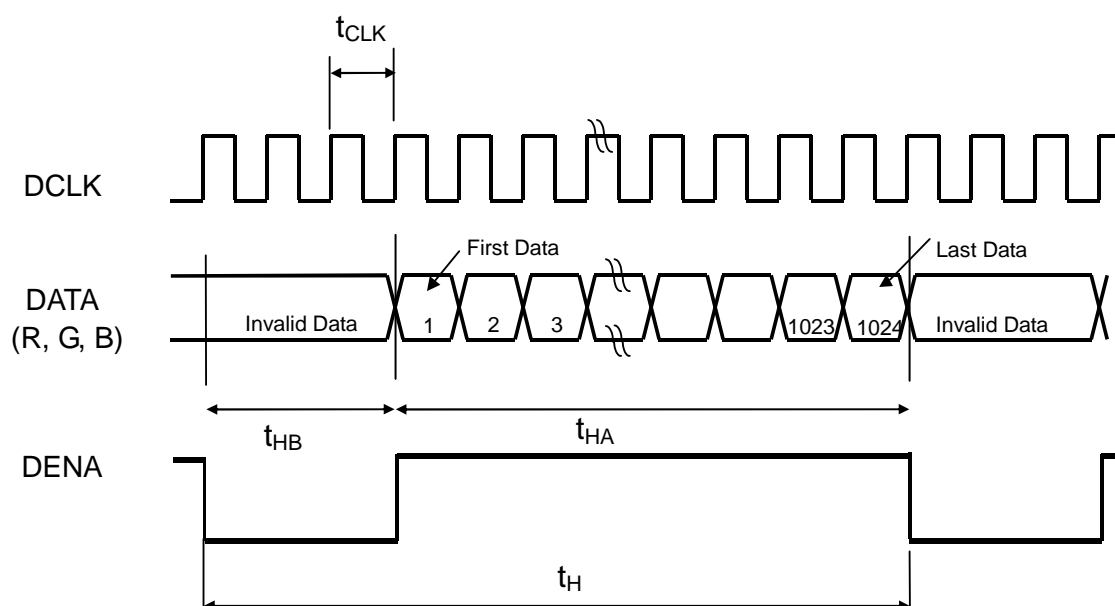 tCLK
DCLK
First Data
Last Data
DATA
(R, G, B)
Invalid Data
1
2
3
1023
1024
Invalid Data
tHB
tHA
DENA
tH